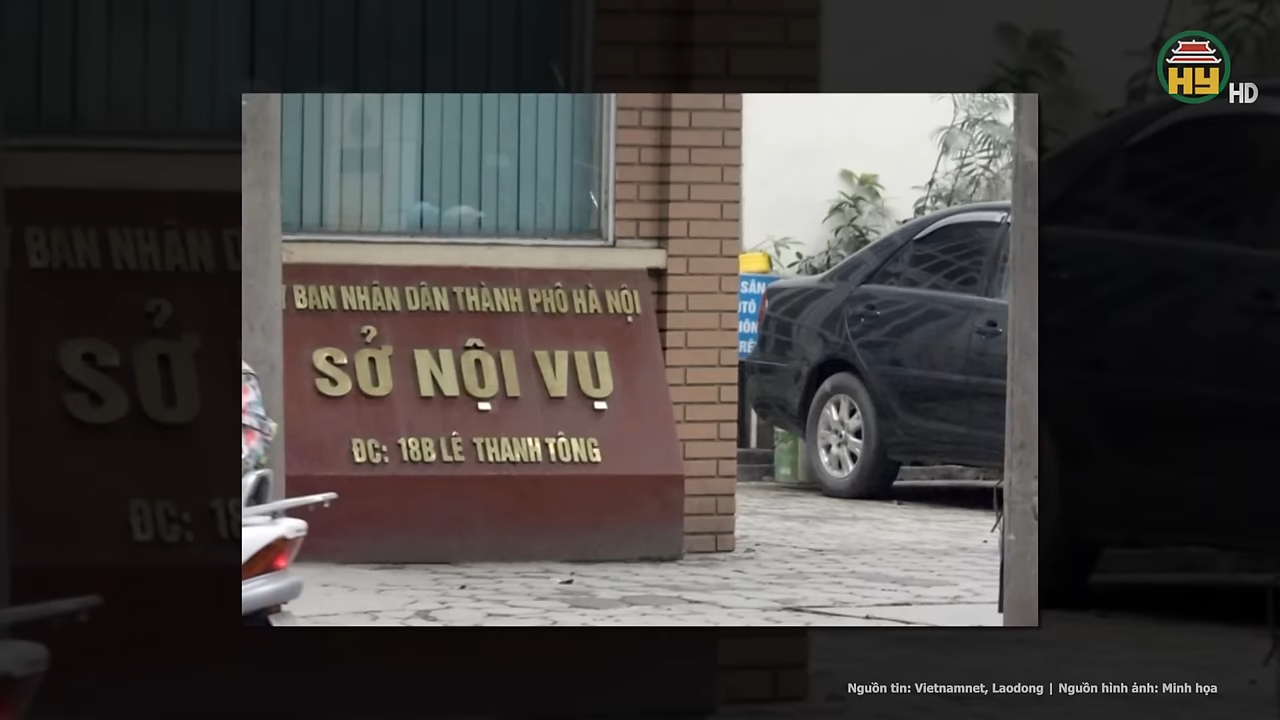 HY
HD
BAN NHÂN DÂN THÀNH PHỐ HÀ NỘI
SỞ NỘI VỤ
ĐC: 18B LÊ THANH TÔNG
SÂN
Nguồn tin: Vietnamnet, Laodong | Nguồn hình ảnh: Minh họa